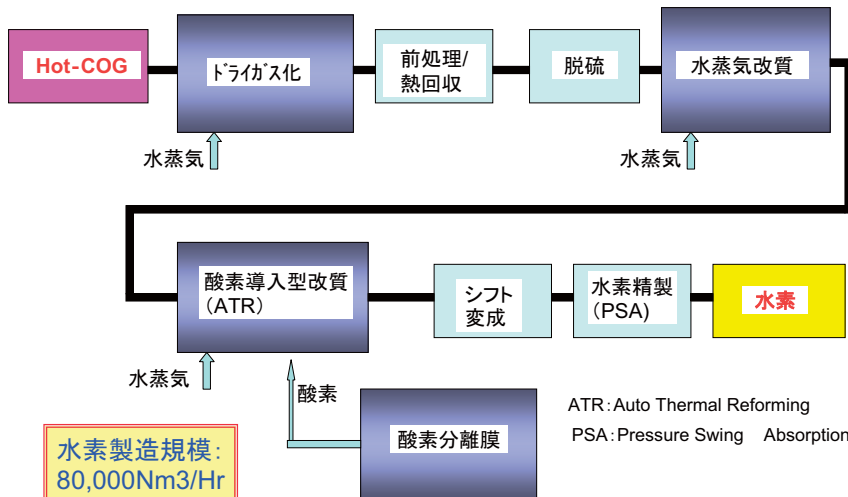 Hot-COG
ドライガス化
前処理/
熱回収
脱硫
水蒸気改質
水蒸気
水蒸気
酸素導入型改質
(ATR)
シフト
変成
水素精製
(PSA)
水素
水蒸気
酸素
酸素分離膜
ATR:Auto Thermal Reforming
PSA:Pressure Swing Absorption
水素製造規模:
80,000Nm3/Hr